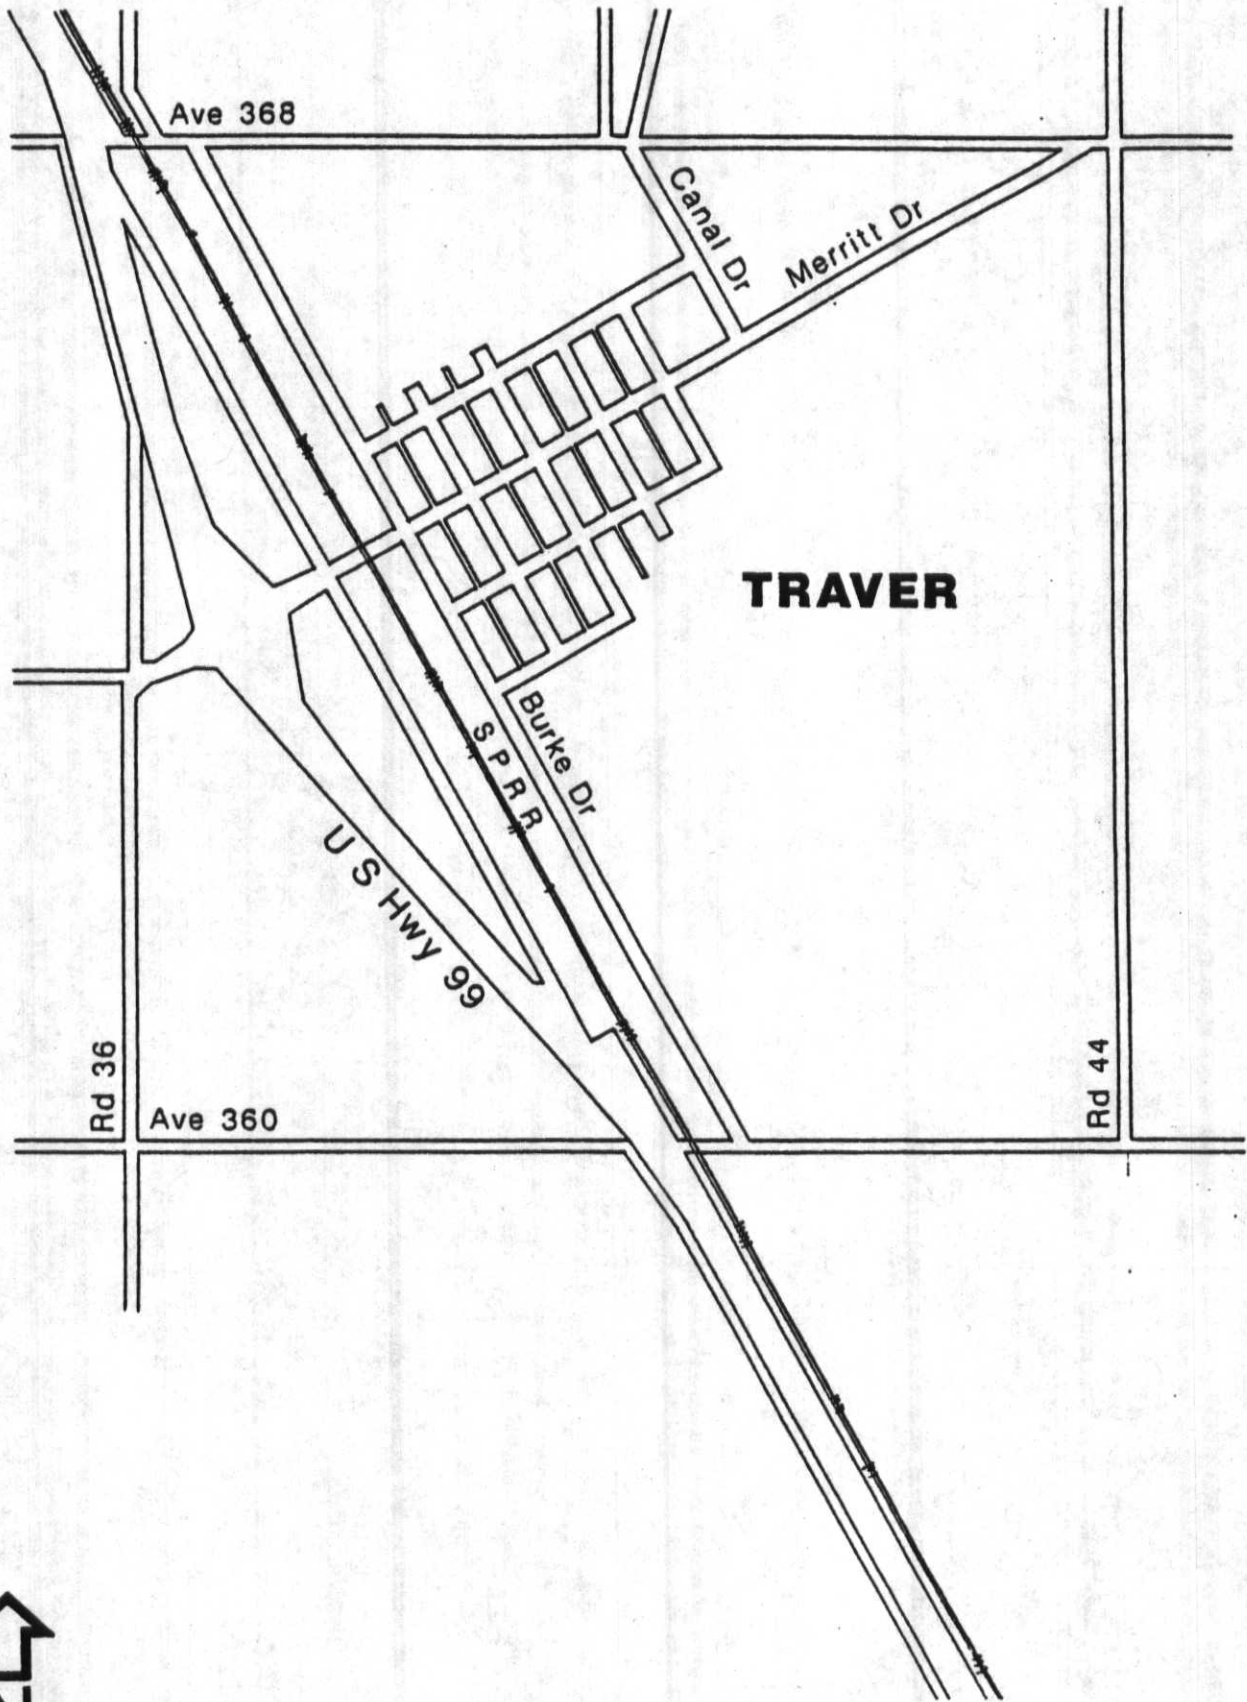 Ave 368
Canal Dr
Merritt Dr
TRAVER
Burke Dr
S P R R
U S Hwy 99
Rd 36
Rd 44
Ave 360